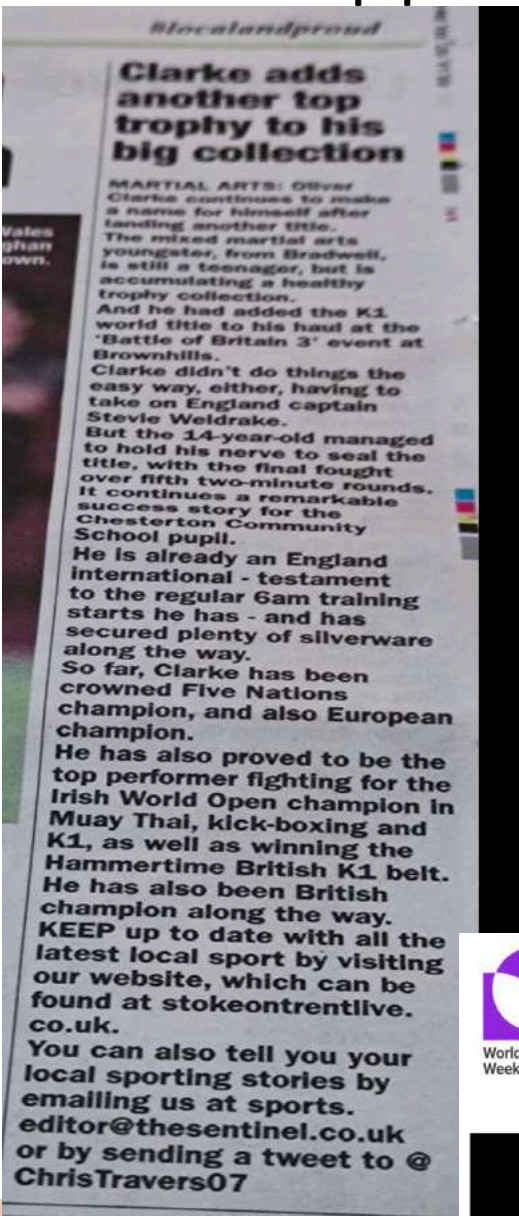 #localandproud
Clarke adds
another top
trophy to his
big collection
MARTIAL ARTS: Oliver
Clarke continues to make
a name for himself after
landing another title.
The mixed martial arts
youngster, from Bradwell,
is still a teenager, but is
accumulating a healthy
trophy collection.
And he had added the K1
world title to his haul at the
'Battle of Britain 3' event at
Brownhills.
Clarke didn't do things the
easy way, either, having to
take on England captain
Stevie Weldrake.
But the 14-year-old managed
to hold his nerve to seal the
title, with the final fought
over fifth two-minute rounds.
It continues a remarkable
success story for the
Chesterton Community
School pupil.
He is already an England
international - testament
to the regular 6am training
starts he has - and has
secured plenty of silverware
along the way.
So far, Clarke has been
crowned Five Nations
champion, and also European
champion.
He has also proved to be the
top performer fighting for the
Irish World Open champion in
Muay Thai, kick-boxing and
K1, as well as winning the
Hammertime British K1 belt.
He has also been British
champion along the way.
KEEP up to date with all the
latest local sport by visiting
our website, which can be
found at stokeontrentlive.
co.uk.
You can also tell you your
local sporting stories by
emailing us at sports.
editor@thesentinel.co.uk
or by sending a tweet to @
ChrisTravers07
Wales
ghan
own.
World
Week